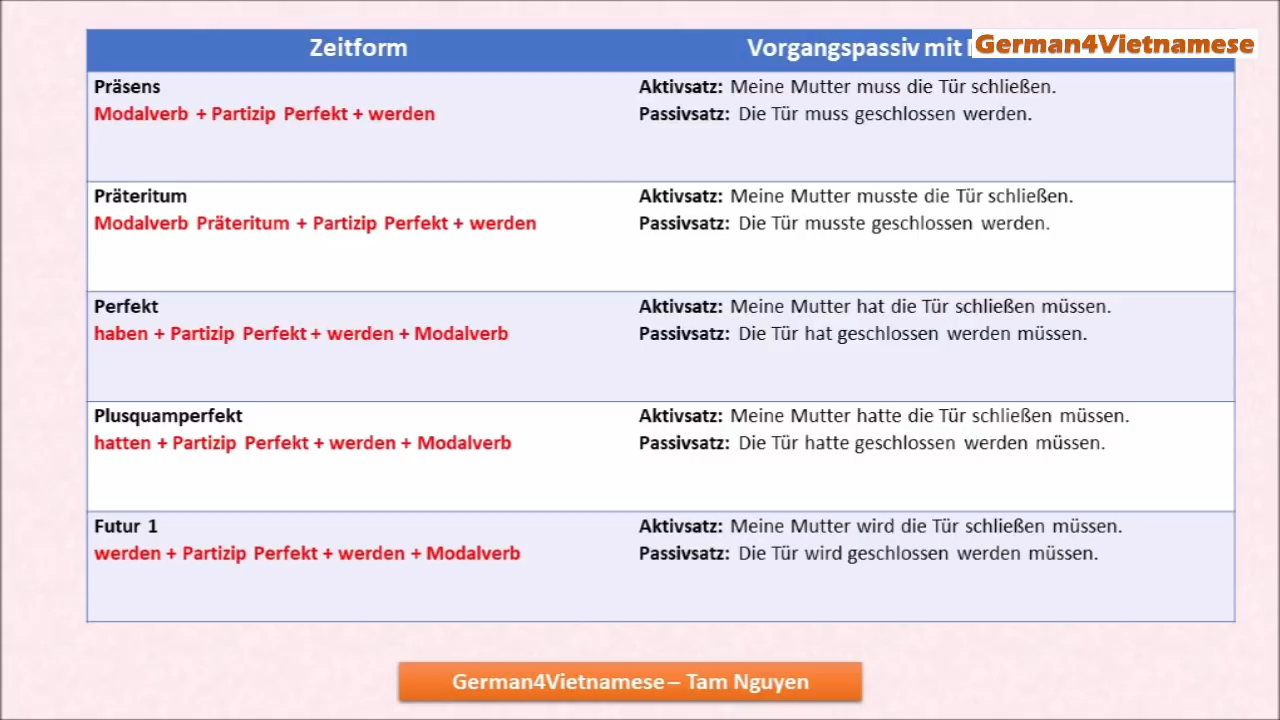 Zeitform
Vorgangspassiv mit
German4Vietnamese
Präsens
Modalverb + Partizip Perfekt + werden
Aktivsatz: Meine Mutter muss die Tür schließen.
Passivsatz: Die Tür muss geschlossen werden.
Präteritum
Modalverb Präteritum + Partizip Perfekt + werden
Aktivsatz: Meine Mutter musste die Tür schließen.
Passivsatz: Die Tür musste geschlossen werden.
Perfekt
haben + Partizip Perfekt + werden + Modalverb
Aktivsatz: Meine Mutter hat die Tür schließen müssen.
Passivsatz: Die Tür hat geschlossen werden müssen.
Plusquamperfekt
hatten + Partizip Perfekt + werden + Modalverb
Aktivsatz: Meine Mutter hatte die Tür schließen müssen.
Passivsatz: Die Tür hatte geschlossen werden müssen.
Futur 1
werden + Partizip Perfekt + werden + Modalverb
Aktivsatz: Meine Mutter wird die Tür schließen müssen.
Passivsatz: Die Tür wird geschlossen werden müssen.
German4Vietnamese – Tam Nguyen